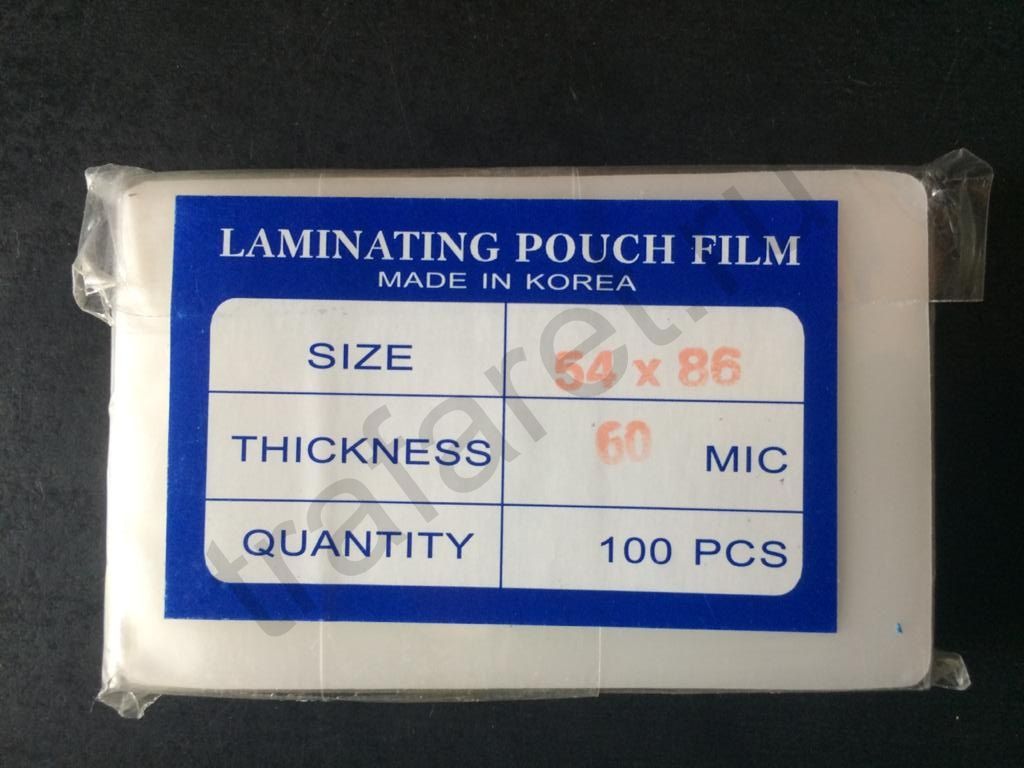 LAMINATING POUCH FILM
MADE IN KOREA
SIZE 54 x 86
THICKNESS 60 MIC
QUANTITY 100 PCS
trafaret.ru